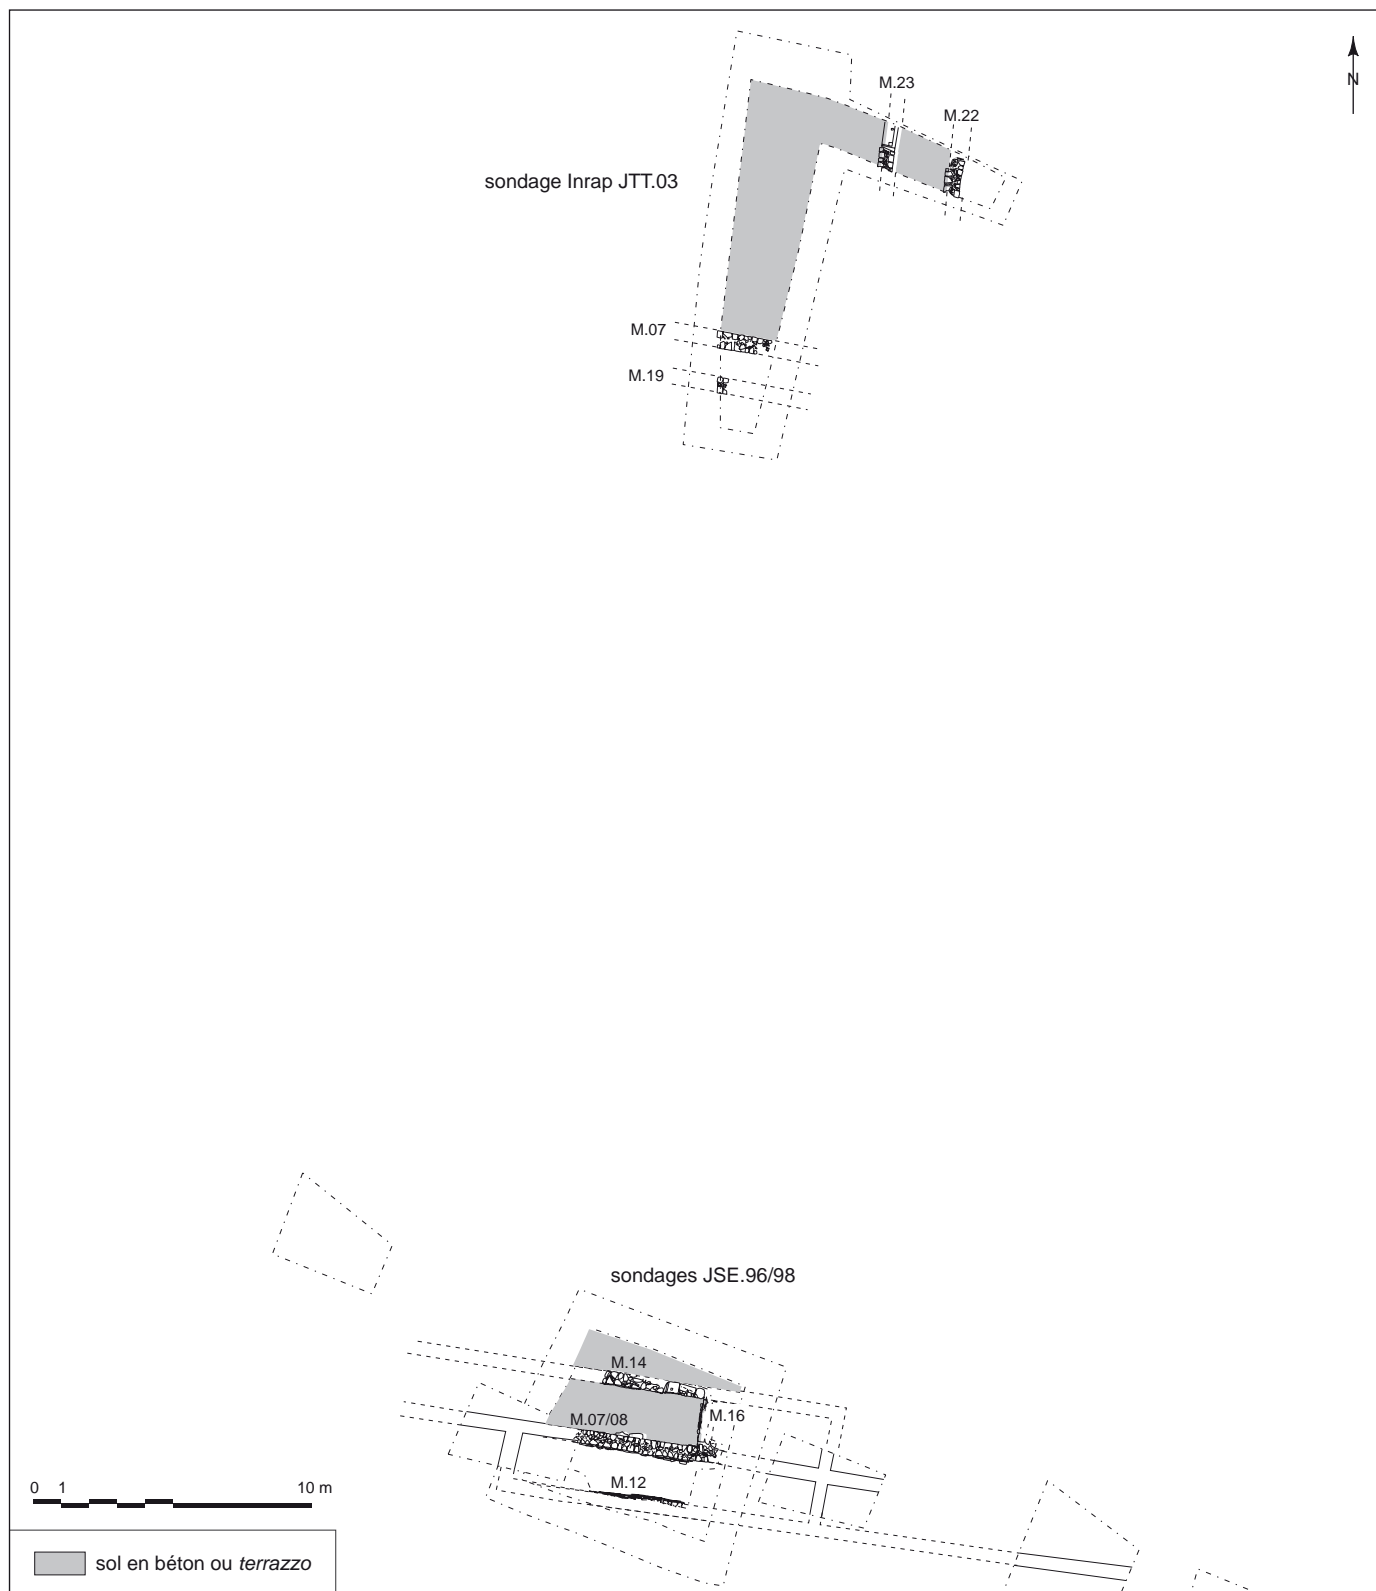 M.23
N
M.22
sondage Inrap JTT.03
M.07
M.19
sondages JSE.96/98
M.14
M.16
M.07/08
M.12
0 1 10 m
sol en béton ou terrazzo